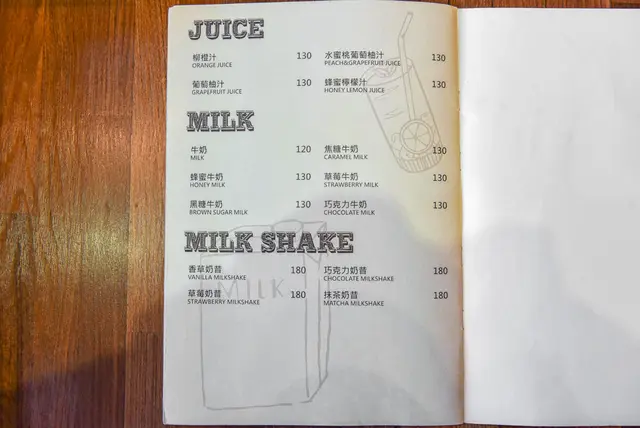 JUICE
柳橙汁 130 水蜜桃葡萄柚汁 130
ORANGE JUICE PEACH&GRAPEFRUIT JUICE
葡萄柚汁 130 蜂蜜檸檬汁 130
GRAPEFRUIT JUICE HONEY LEMON JUICE
MILK
牛奶 120 焦糖牛奶 130
MILK CARAMEL MILK
蜂蜜牛奶 130 草莓牛奶 130
HONEY MILK STRAWBERRY MILK
黑糖牛奶 130 巧克力牛奶 130
BROWN SUGAR MILK CHOCOLATE MILK
MILK SHAKE
香草奶昔 180 巧克力奶昔 180
VANILLA MILKSHAKE CHOCOLATE MILKSHAKE
MILK
草莓奶昔 180 抹茶奶昔 180
STRAWBERRY MILKSHAKE MATCHA MILKSHAKE